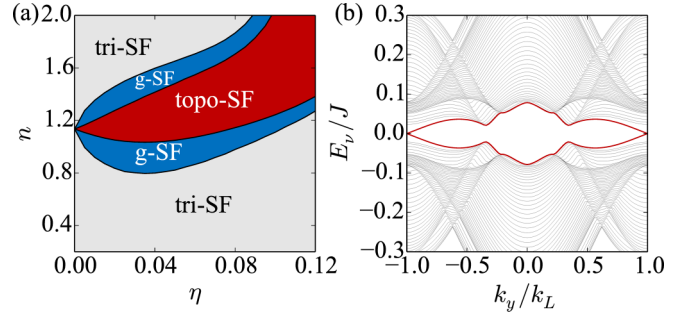 (a)
2.0
1.6
1.2
0.8
0.4
n
tri-SF
g-SF
topo-SF
g-SF
tri-SF
0.00 0.04 0.08 0.12
η
(b)
0.3
0.2
0.1
0.0
−0.1
−0.2
−0.3
E_ν/J
−1.0 −0.5 0.0 0.5 1.0
k_y/k_L